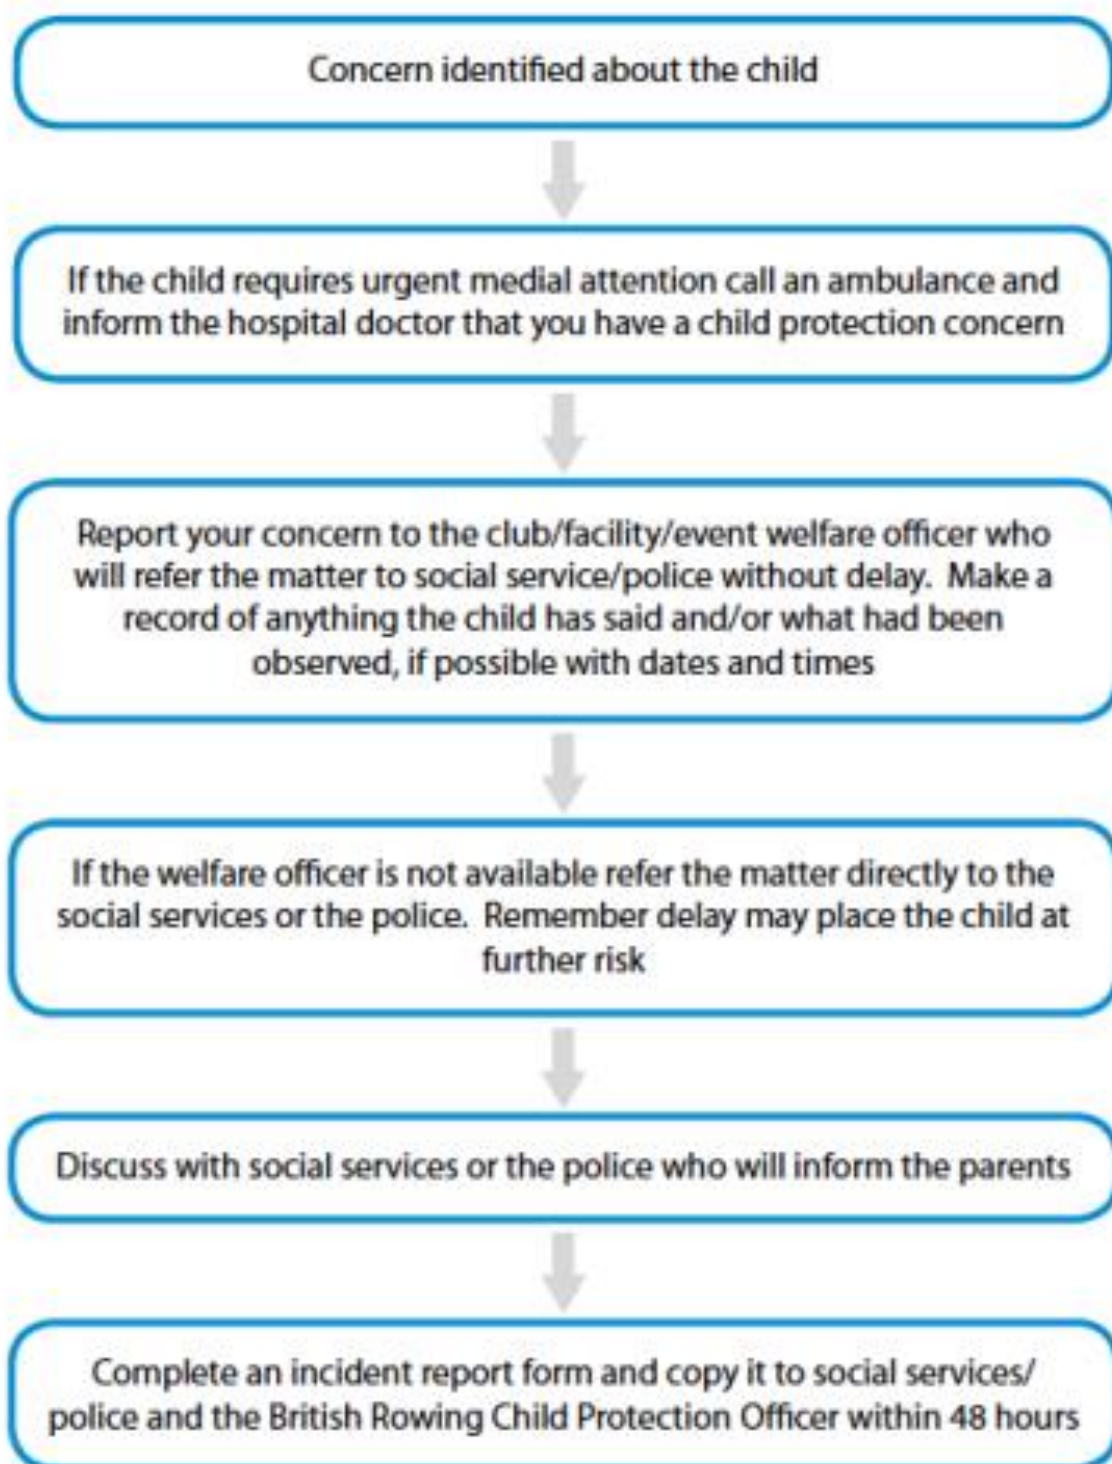 Concern identified about the child
If the child requires urgent medial attention call an ambulance and
inform the hospital doctor that you have a child protection concern
Report your concern to the club/facility/event welfare officer who
will refer the matter to social service/police without delay.  Make a
record of anything the child has said and/or what had been
observed, if possible with dates and times
If the welfare officer is not available refer the matter directly to the
social services or the police.  Remember delay may place the child at
further risk
Discuss with social services or the police who will inform the parents
Complete an incident report form and copy it to social services/
police and the British Rowing Child Protection Officer within 48 hours